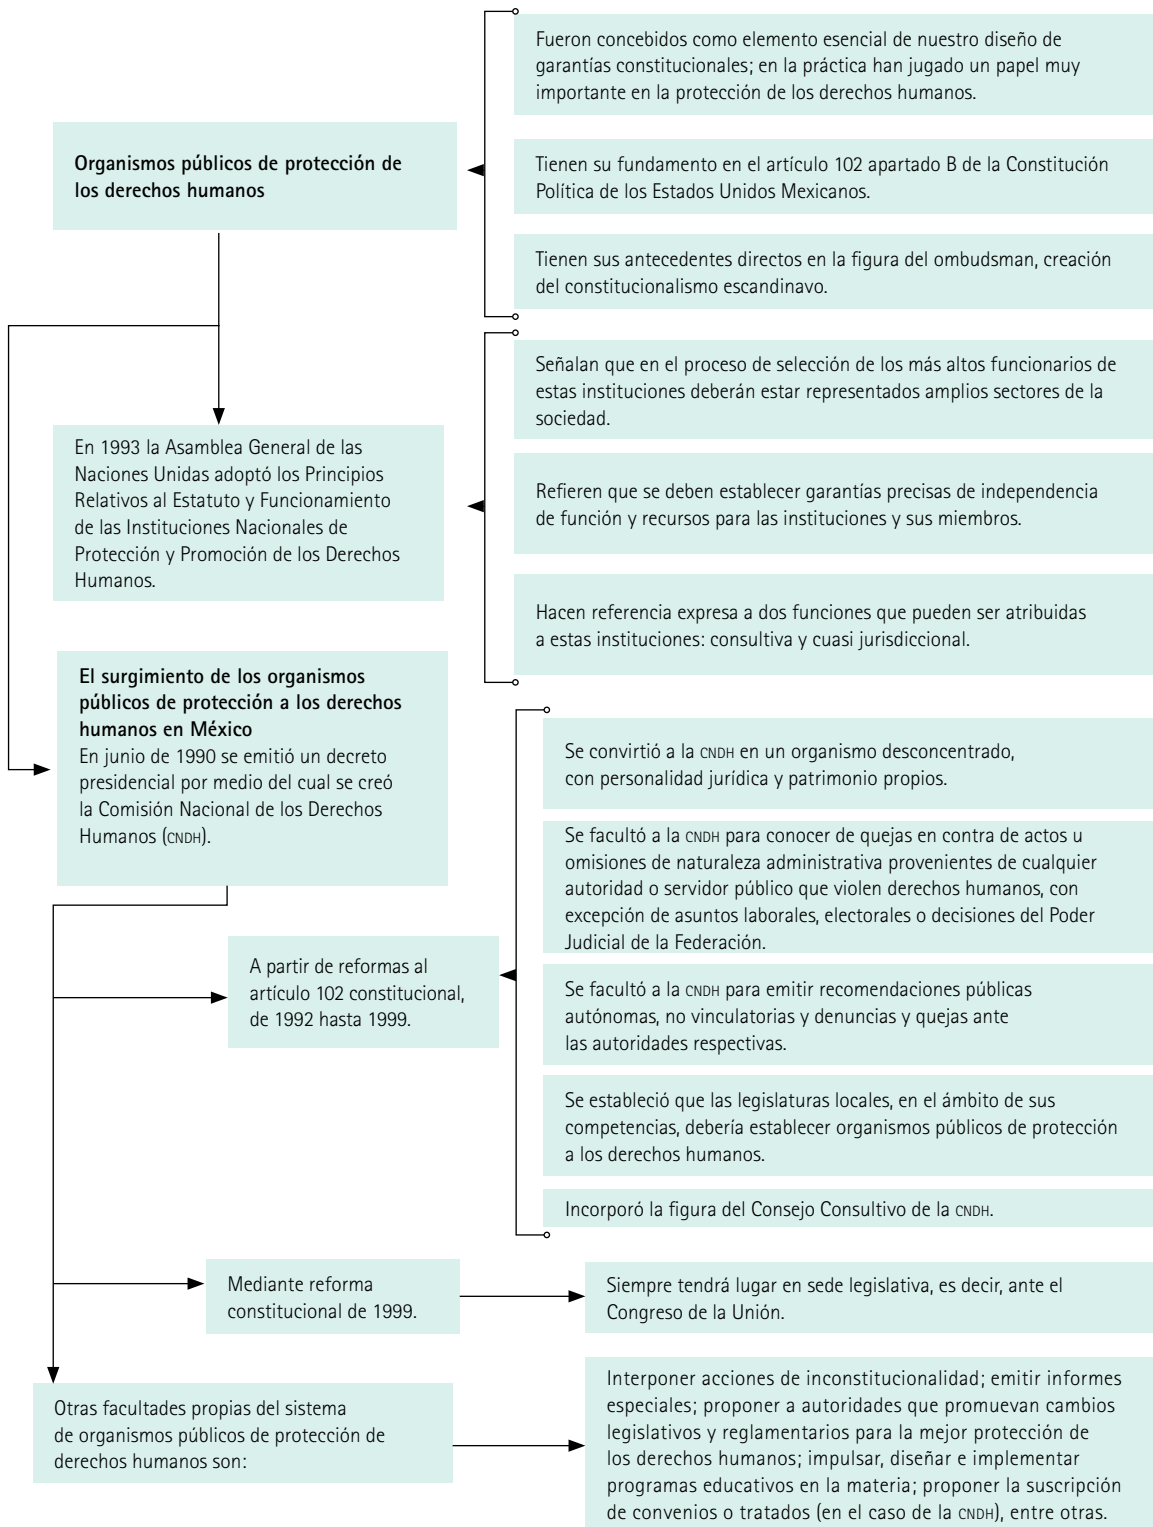 Fueron concebidos como elemento esencial de nuestro diseño de
garantías constitucionales; en la práctica han jugado un papel muy
importante en la protección de los derechos humanos.
Organismos públicos de protección de
los derechos humanos
Tienen su fundamento en el artículo 102 apartado B de la Constitución
Política de los Estados Unidos Mexicanos.
Tienen sus antecedentes directos en la figura del ombudsman, creación
del constitucionalismo escandinavo.
Señalan que en el proceso de selección de los más altos funcionarios de
estas instituciones deberán estar representados amplios sectores de la
sociedad.
En 1993 la Asamblea General de las
Naciones Unidas adoptó los Principios
Relativos al Estatuto y Funcionamiento
de las Instituciones Nacionales de
Protección y Promoción de los Derechos
Humanos.
Refieren que se deben establecer garantías precisas de independencia
de función y recursos para las instituciones y sus miembros.
Hacen referencia expresa a dos funciones que pueden ser atribuidas
a estas instituciones: consultiva y cuasi jurisdiccional.
El surgimiento de los organismos
públicos de protección a los derechos
humanos en México
En junio de 1990 se emitió un decreto
presidencial por medio del cual se creó
la Comisión Nacional de los Derechos
Humanos (CNDH).
Se convirtió a la CNDH en un organismo desconcentrado,
con personalidad jurídica y patrimonio propios.
Se facultó a la CNDH para conocer de quejas en contra de actos u
omisiones de naturaleza administrativa provenientes de cualquier
autoridad o servidor público que violen derechos humanos, con
excepción de asuntos laborales, electorales o decisiones del Poder
Judicial de la Federación.
A partir de reformas al
artículo 102 constitucional,
de 1992 hasta 1999.
Se facultó a la CNDH para emitir recomendaciones públicas
autónomas, no vinculatorias y denuncias y quejas ante
las autoridades respectivas.
Se estableció que las legislaturas locales, en el ámbito de sus
competencias, debería establecer organismos públicos de protección
a los derechos humanos.
Incorporó la figura del Consejo Consultivo de la CNDH.
Mediante reforma
constitucional de 1999.
Siempre tendrá lugar en sede legislativa, es decir, ante el
Congreso de la Unión.
Otras facultades propias del sistema
de organismos públicos de protección de
derechos humanos son:
Interponer acciones de inconstitucionalidad; emitir informes
especiales; proponer a autoridades que promuevan cambios
legislativos y reglamentarios para la mejor protección de
los derechos humanos; impulsar, diseñar e implementar
programas educativos en la materia; proponer la suscripción
de convenios o tratados (en el caso de la CNDH), entre otras.